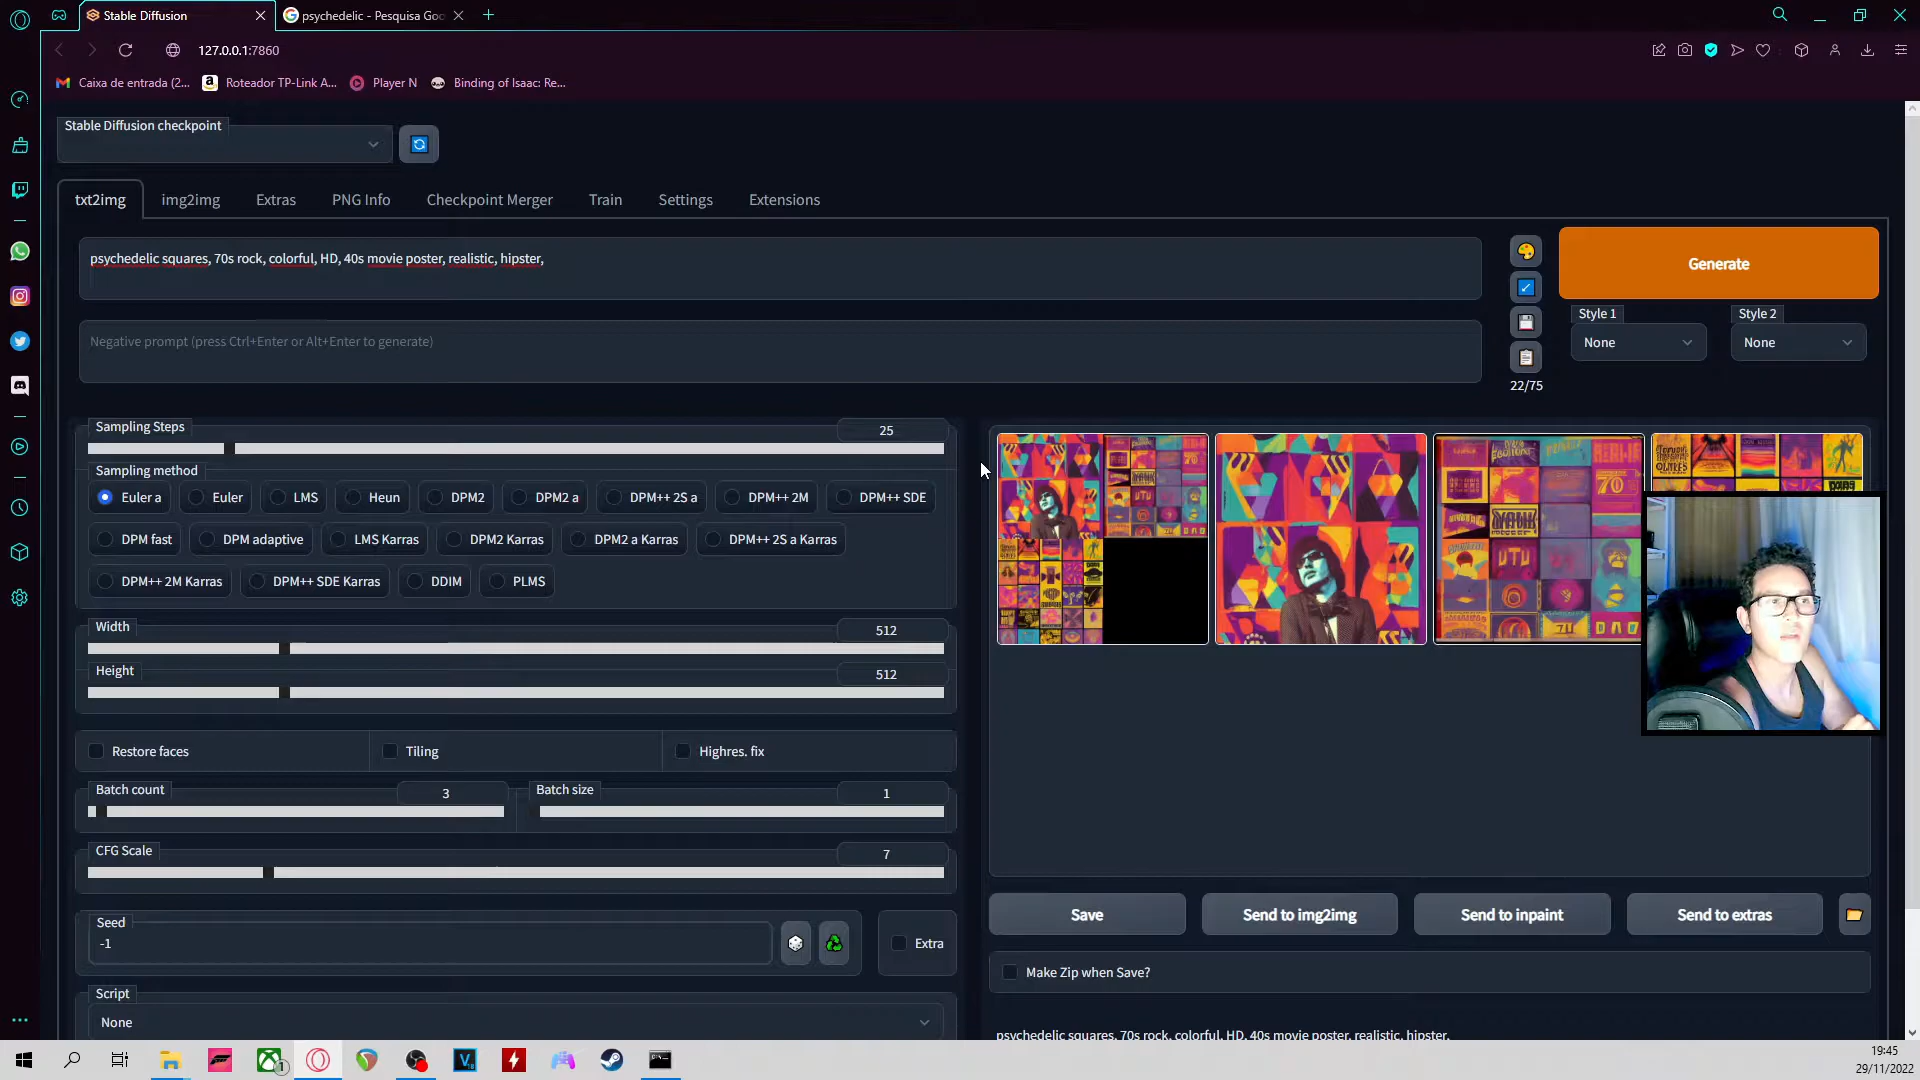 Stable Diffusion
psychedelic - Pesquisa Goo
127.0.0.1:7860
Caixa de entrada (2...
Roteador TP-Link A...
Player N
Binding of Isaac: Re...
Stable Diffusion checkpoint
txt2img
img2img
Extras
PNG Info
Checkpoint Merger
Train
Settings
Extensions
psychedelic squares, 70s rock, colorful, HD, 40s movie poster, realistic, hipster,
Generate
Style 1
Style 2
None
None
Negative prompt (press Ctrl+Enter or Alt+Enter to generate)
22/75
Sampling Steps
25
Sampling method
Euler a
Euler
LMS
Heun
DPM2
DPM2 a
DPM++ 2S a
DPM++ 2M
DPM++ SDE
DPM fast
DPM adaptive
LMS Karras
DPM2 Karras
DPM2 a Karras
DPM++ 2S a Karras
DPM++ 2M Karras
DPM++ SDE Karras
DDIM
PLMS
Width
512
Height
512
Restore faces
Tiling
Highres. fix
Batch count
3
Batch size
1
CFG Scale
7
Seed
-1
Extra
Script
None
70
UTU
Save
Send to img2img
Send to inpaint
Send to extras
Make Zip when Save?
psychedelic squares, 70s rock, colorful, HD, 40s movie poster, realistic, hipster,
19:45
29/11/2022